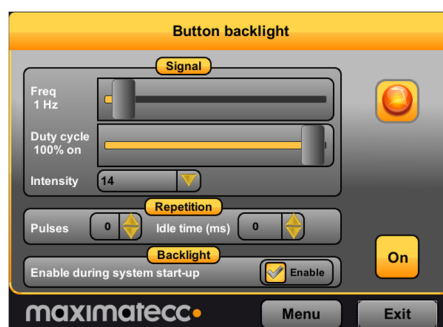 Button backlight
Signal
Freq
1 Hz
Duty cycle
100% on
Intensity 14
Repetition
Pulses 0 Idle time (ms) 0
Backlight
Enable during system start-up Enable
On
maximatecc
Menu Exit